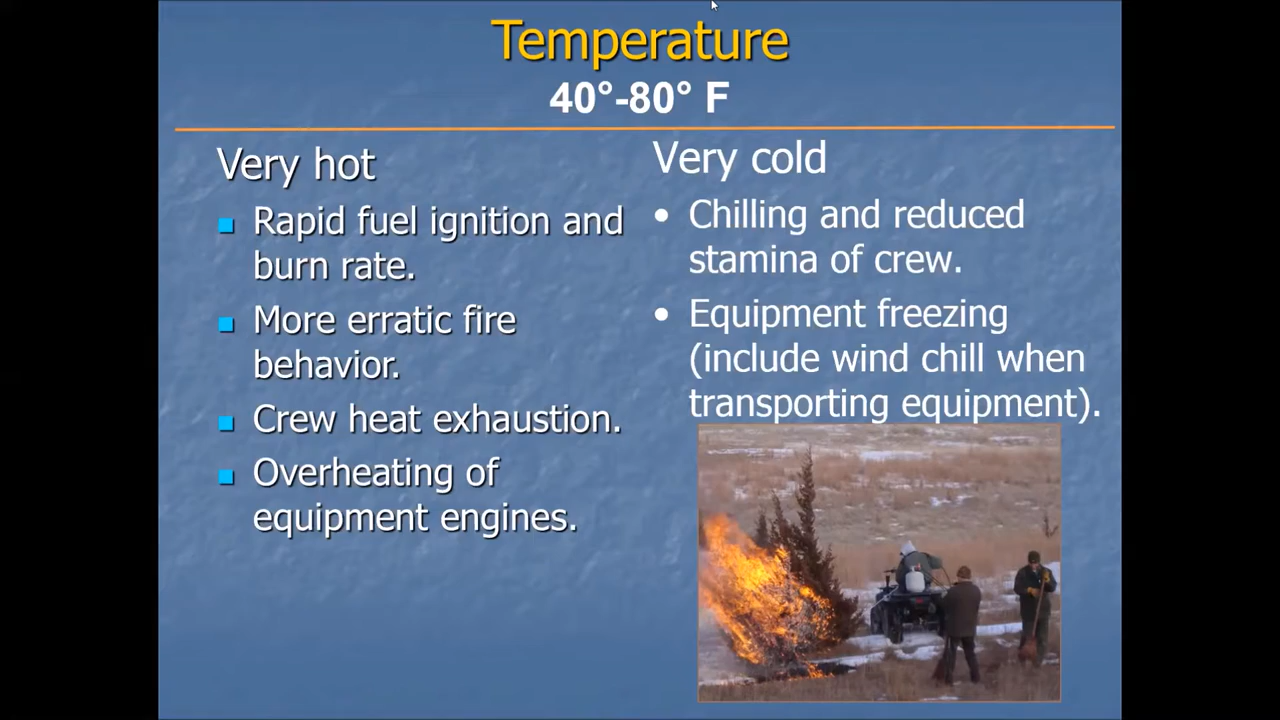 Temperature
40°-80° F
Very hot
Rapid fuel ignition and
burn rate.
More erratic fire
behavior.
Crew heat exhaustion.
Overheating of
equipment engines.
Very cold
Chilling and reduced
stamina of crew.
Equipment freezing
(include wind chill when
transporting equipment).